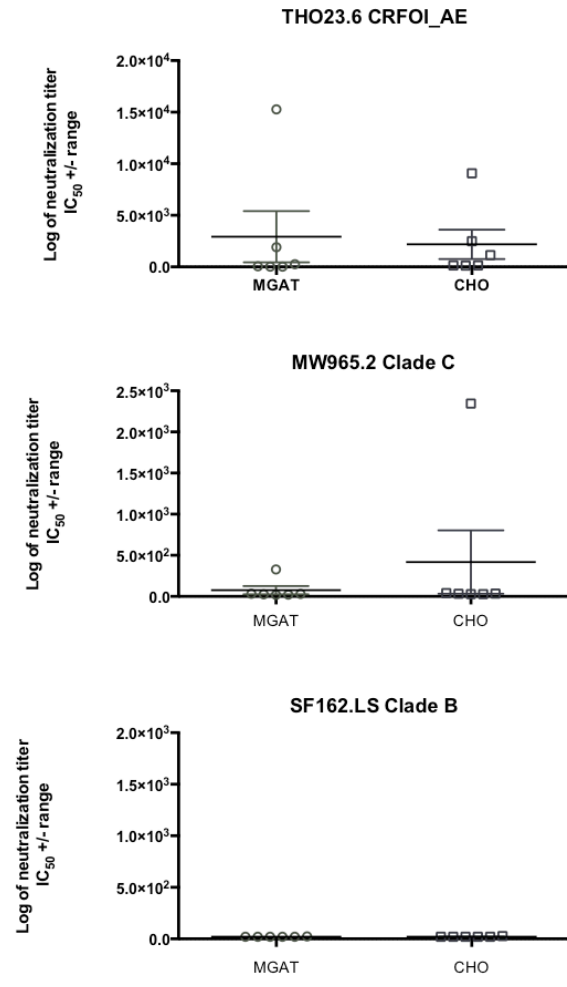 THO23.6 CRFOI_AE
Log of neutralization titer
IC50 +/- range
2.0×10⁴
1.5×10⁴
1.0×10⁴
5.0×10³
0.0
MGAT
CHO
MW965.2 Clade C
Log of neutralization titer
IC50 +/- range
2.5×10³
2.0×10³
1.5×10³
1.0×10³
5.0×10²
0.0
MGAT
CHO
SF162.LS Clade B
Log of neutralization titer
IC50 +/- range
2.0×10³
1.5×10³
1.0×10³
5.0×10²
0.0
MGAT
CHO